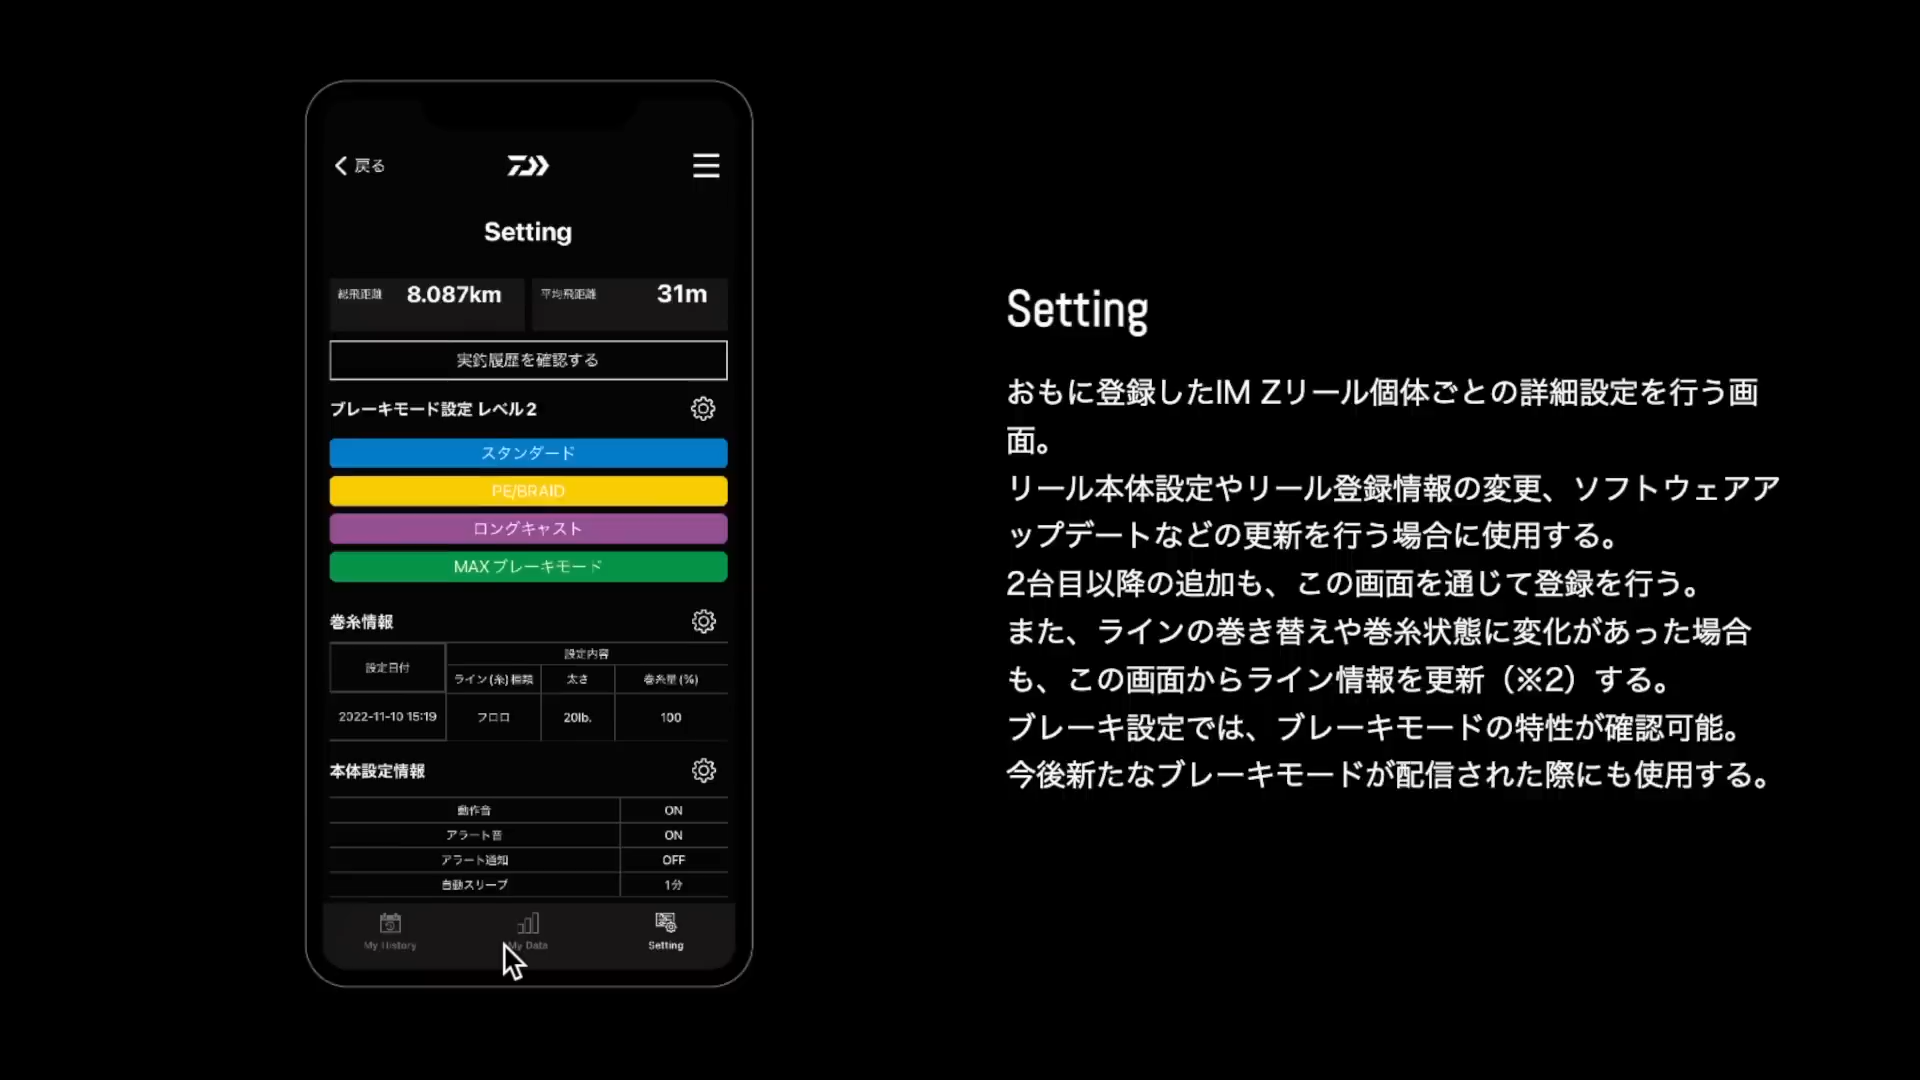 戻る
Setting
総飛距離 8.087km 平均飛距離 31m
実釣履歴を確認する
ブレーキモード設定 レベル2
スタンダード
PE/BRAID
ロングキャスト
MAXブレーキモード
巻糸情報
設定日付 設定内容
ライン(糸)種類 太さ 巻糸量(%)
2022-11-10 15:19 フロロ 20lb. 100
本体設定情報
動作音 ON
アラート音 ON
アラート通知 OFF
自動スリープ 1分
My History My Data Setting
Setting
おもに登録したIM Zリール個体ごとの詳細設定を行う画
面。
リール本体設定やリール登録情報の変更、ソフトウェアア
ップデートなどの更新を行う場合に使用する。
2台目以降の追加も、この画面を通じて登録を行う。
また、ラインの巻き替えや巻糸状態に変化があった場合
も、この画面からライン情報を更新（※2）する。
ブレーキ設定では、ブレーキモードの特性が確認可能。
今後新たなブレーキモードが配信された際にも使用する。